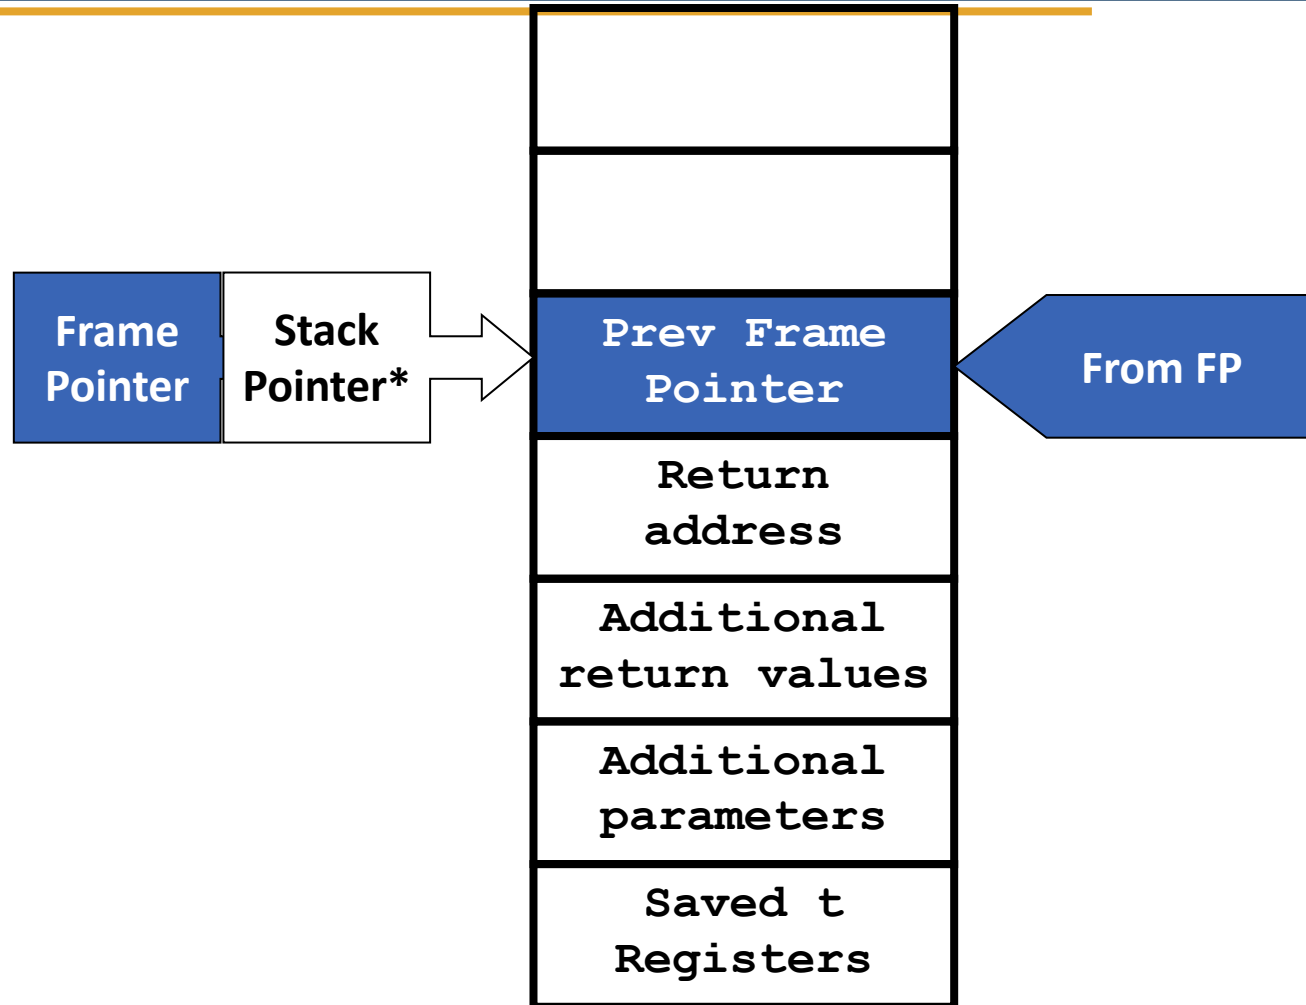 Frame
Pointer
Stack
Pointer*
Prev Frame
Pointer
From FP
Return
address
Additional
return values
Additional
parameters
Saved t
Registers